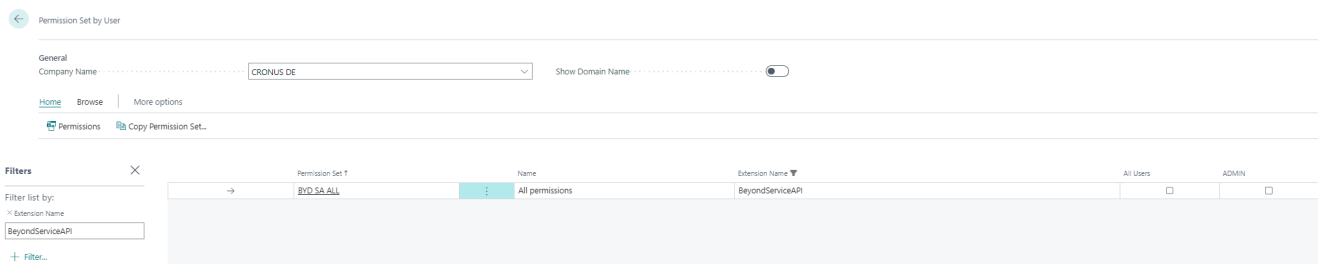 Permission Set by User
General
Company Name CRONUS DE Show Domain Name
Home Browse More options
Permissions Copy Permission Set...
Filters
Permission Set ↑ Name Extension Name All Users ADMIN
BYD SA ALL All permissions BeyondServiceAPI
Filter list by:
× Extension Name
BeyondServiceAPI
+ Filter...